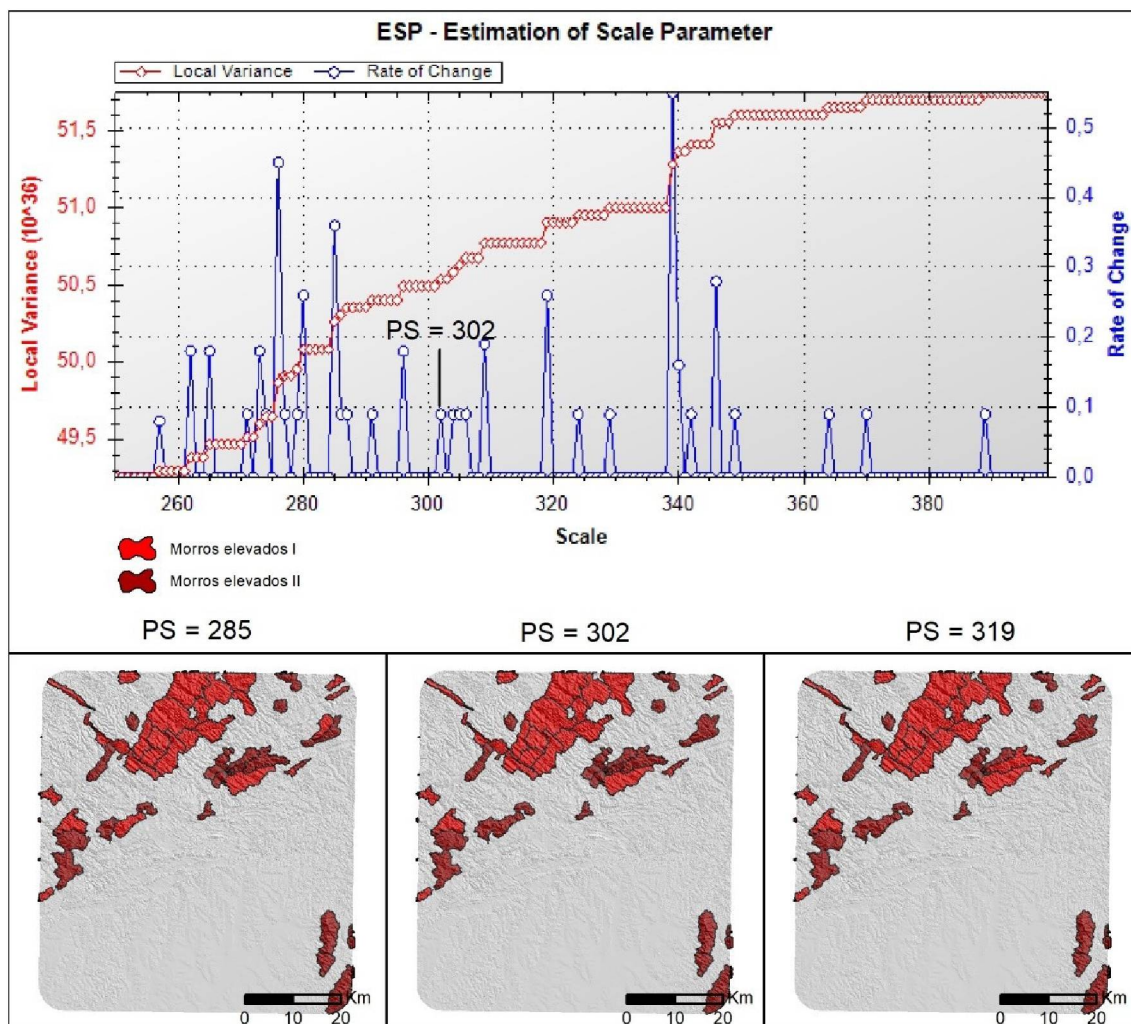 ESP - Estimation of Scale Parameter
Local Variance Rate of Change
Local Variance (10^36)
51,5
51,0
50,5
50,0
49,5
PS = 302
0,5
0,4
0,3
0,2
0,1
0,0
Rate of Change
260 280 300 320 340 360 380
Scale
Morros elevados I
Morros elevados II
PS = 285 PS = 302 PS = 319
Km Km Km
0 10 20 0 10 20 0 10 20